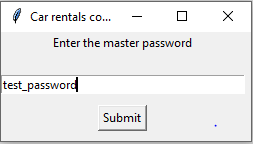 Car rentals co...
Enter the master password
test_password
Submit